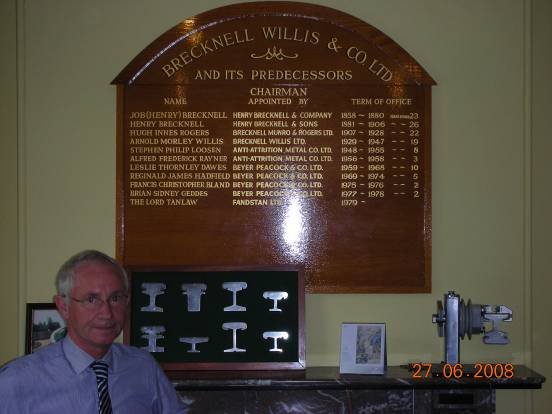 BRECKNELL WILLIS & CO LTD
AND ITS PREDECESSORS
CHAIRMAN
NAME APPOINTED BY TERM OF OFFICE
JOB (HENRY) BRECKNELL HENRY BRECKNELL & COMPANY 1858 - 1880 23
HENRY BRECKNELL HENRY BRECKNELL & SONS 1881 - 1906 -- 26
HUGH INNES ROGERS BRECKNELL MUNRO & ROGERS LTD. 1907 - 1928 -- 22
ARNOLD MORLEY WILLIS BRECKNELL WILLIS LTD. 1929 - 1947 -- 19
STEPHEN PHILIP LOOSEN ANTI-ATTRITION METAL CO. LTD. 1948 - 1955 -- 8
ALFRED FREDERICK RAYNER ANTI-ATTRITION METAL CO. LTD. 1956 - 1958 -- 3
LESLIE THORNLEY DAWES BEYER PEACOCK & CO. LTD. 1959 - 1968 -- 10
REGINALD JAMES HADFIELD BEYER PEACOCK & CO. LTD. 1969 - 1974 -- 5
FRANCIS CHRISTOPHER BLAND BEYER PEACOCK & CO. LTD. 1975 - 1976 -- 2
BRIAN SIDNEY GEDDES BEYER PEACOCK & CO. LTD. 1977 - 1978 -- 2
THE LORD TANLAW FANDSTAN LTD. 1979 -
27.06.2008